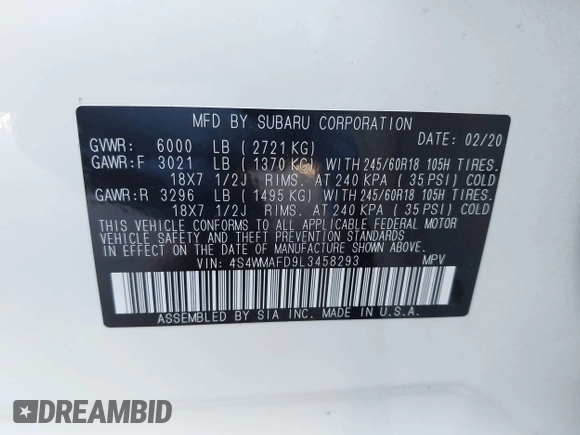 MFD BY SUBARU CORPORATION
GVWR: 6000 LB ( 2721 KG) DATE: 02/20
GAWR:F 3021 LB ( 1370 KG) WITH 245/60R18 105H TIRES.
18X7 1/2J RIMS. AT 240 KPA ( 35 PSI) COLD
GAWR:R 3296 LB ( 1495 KG) WITH 245/60R18 105H TIRES.
18X7 1/2J RIMS. AT 240 KPA ( 35 PSI) COLD
THIS VEHICLE CONFORMS TO ALL APPLICABLE FEDERAL MOTOR
VEHICLE SAFETY AND THEFT PREVENTION STANDARDS
IN EFFECT ON THE DATE OF MANUFACTURE SHOWN ABOVE.
VIN: 4S4WMAFD9L3458293 MPV
ASSEMBLED BY SIA INC. MADE IN U.S.A.
DREAMBID